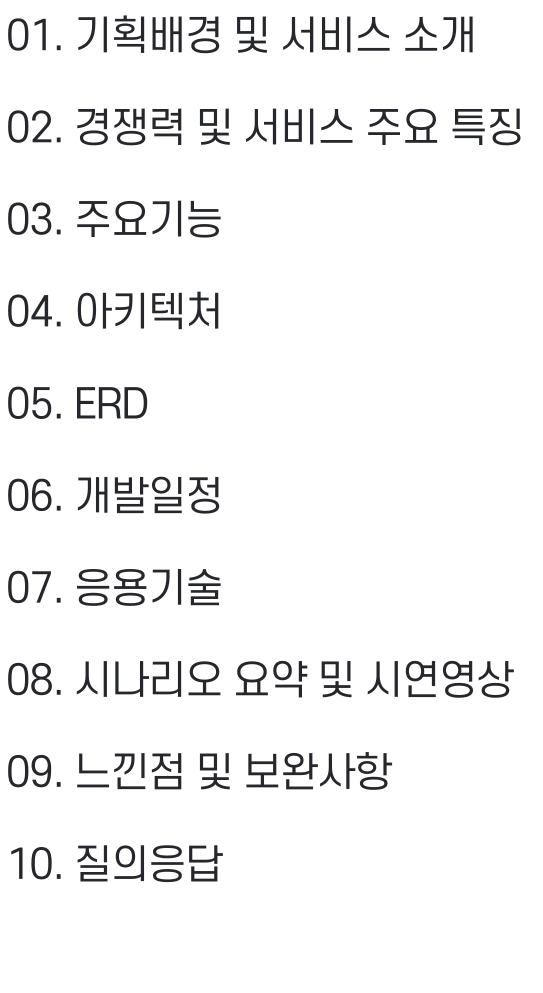 01. 기획배경 및 서비스 소개
02. 경쟁력 및 서비스 주요 특징
03. 주요기능
04. 아키텍처
05. ERD
06. 개발일정
07. 응용기술
08. 시나리오 요약 및 시연영상
09. 느낀점 및 보완사항
10. 질의응답